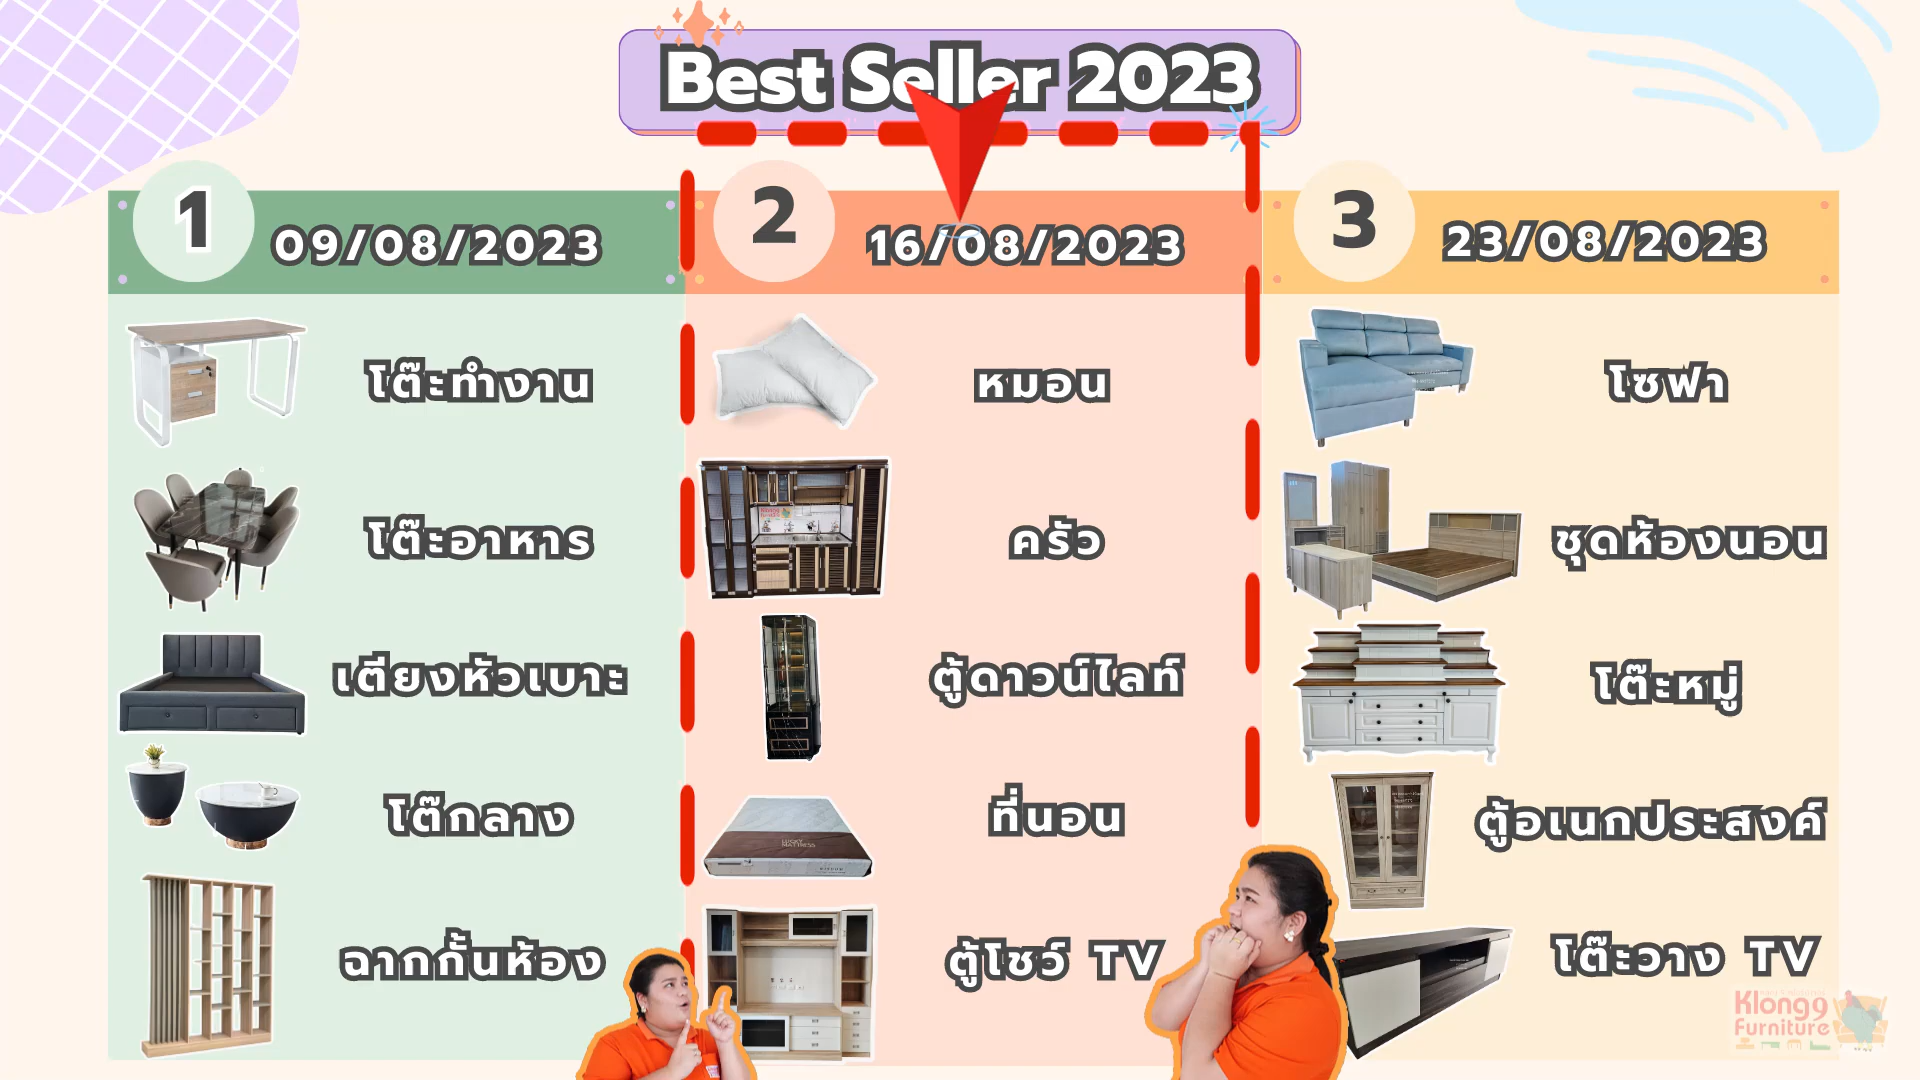 Best Seller 2023
1
09/08/2023
โต๊ะทำงาน
โต๊ะอาหาร
เตียงหัวเบาะ
โต๊กลาง
ฉากกั้นห้อง
2
16/08/2023
หมอน
ครัว
ตู้ดาวน์ไลท์
ที่นอน
LUCKY
MATTRESS
ตู้โชว์ TV
3
23/08/2023
โซฟา
ชุดห้องนอน
โต๊ะหมู่
ตู้อเนกประสงค์
โต๊ะวาง TV
Klong 9
Furniture